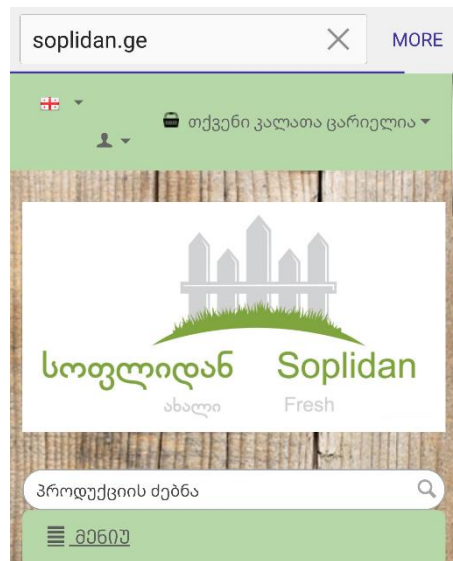 soplidan.ge MORE
თქვენი კალათა ცარიელია
სოფლიდან Soplidan
ახალი Fresh
პროდუქციის ძებნა
მენიუ